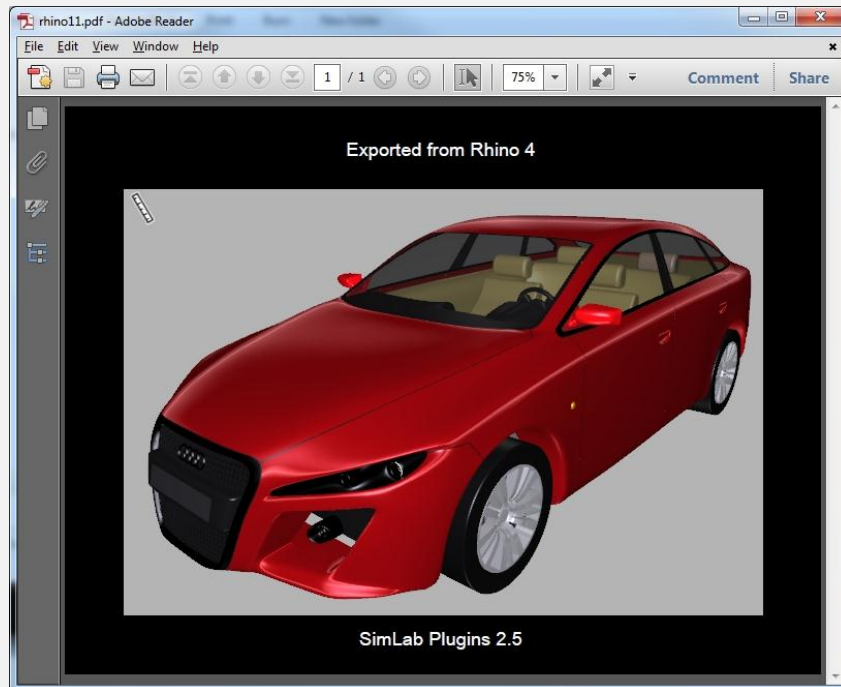 rhino11.pdf - Adobe Reader
File Edit View Window Help
1 / 1 75% Comment Share
Exported from Rhino 4
SimLab Plugins 2.5